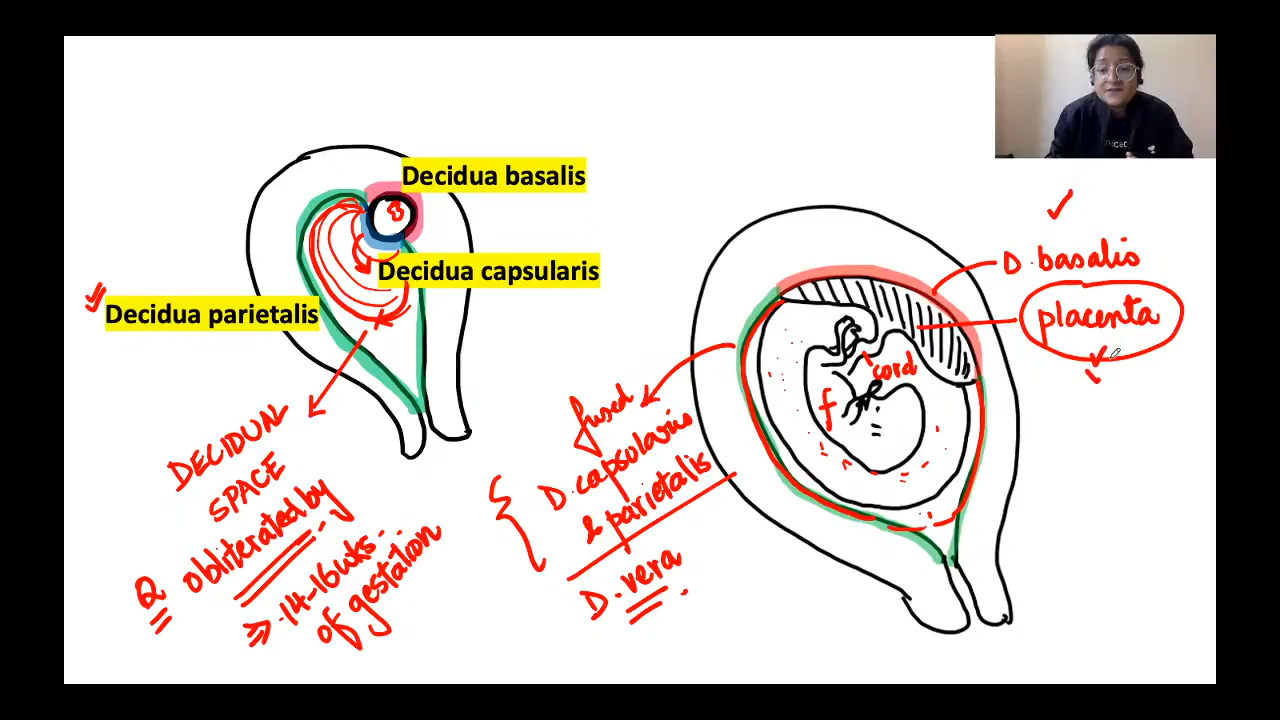 Decidua basalis
Decidua capsularis
Decidua parietalis
DECIDUAL
SPACE
Q obliterated by
14-16 wks.
of gestation
D. basalis
placenta
cord
f
fused
D. capsularis
& parietalis
D. vera